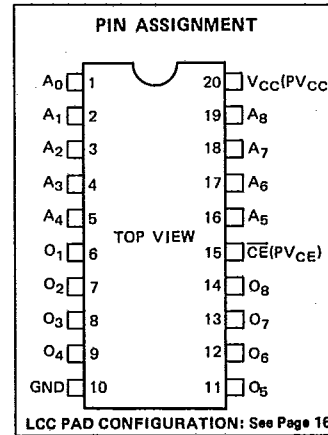 PIN ASSIGNMENT
A0 1 20 VCC(PVCC
A1 2 19 A8
A2 3 18 A7
A3 4 17 A6
A4 5 16 A5
TOP VIEW
O1 6 15 CE(PVCE)
O2 7 14 O8
O3 8 13 O7
O4 9 12 O6
GND 10 11 O5
LCC PAD CONFIGURATION: See Page 16